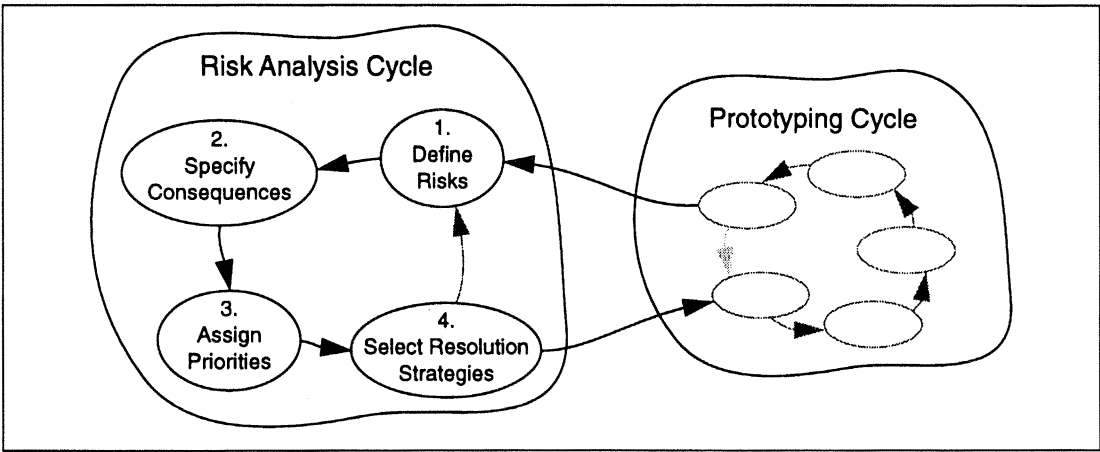 Risk Analysis Cycle
1.
Define
Risks
2.
Specify
Consequences
3.
Assign
Priorities
4.
Select Resolution
Strategies
Prototyping Cycle